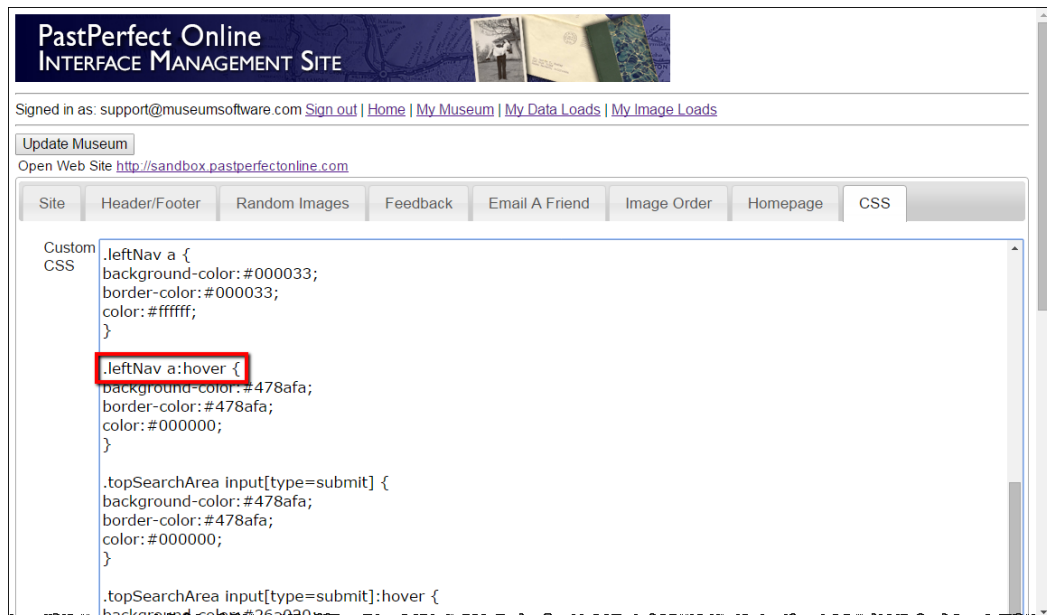 PastPerfect Online
INTERFACE MANAGEMENT SITE
Signed in as: support@museumsoftware.com Sign out | Home | My Museum | My Data Loads | My Image Loads
Update Museum
Open Web Site http://sandbox.pastperfectonline.com
Site Header/Footer Random Images Feedback Email A Friend Image Order Homepage CSS
Custom
CSS
.leftNav a {
background-color:#000033;
border-color:#000033;
color:#ffffff;
}
.leftNav a:hover {
background-color:#478afa;
border-color:#478afa;
color:#000000;
}
.topSearchArea input[type=submit] {
background-color:#478afa;
border-color:#478afa;
color:#000000;
}
.topSearchArea input[type=submit]:hover {